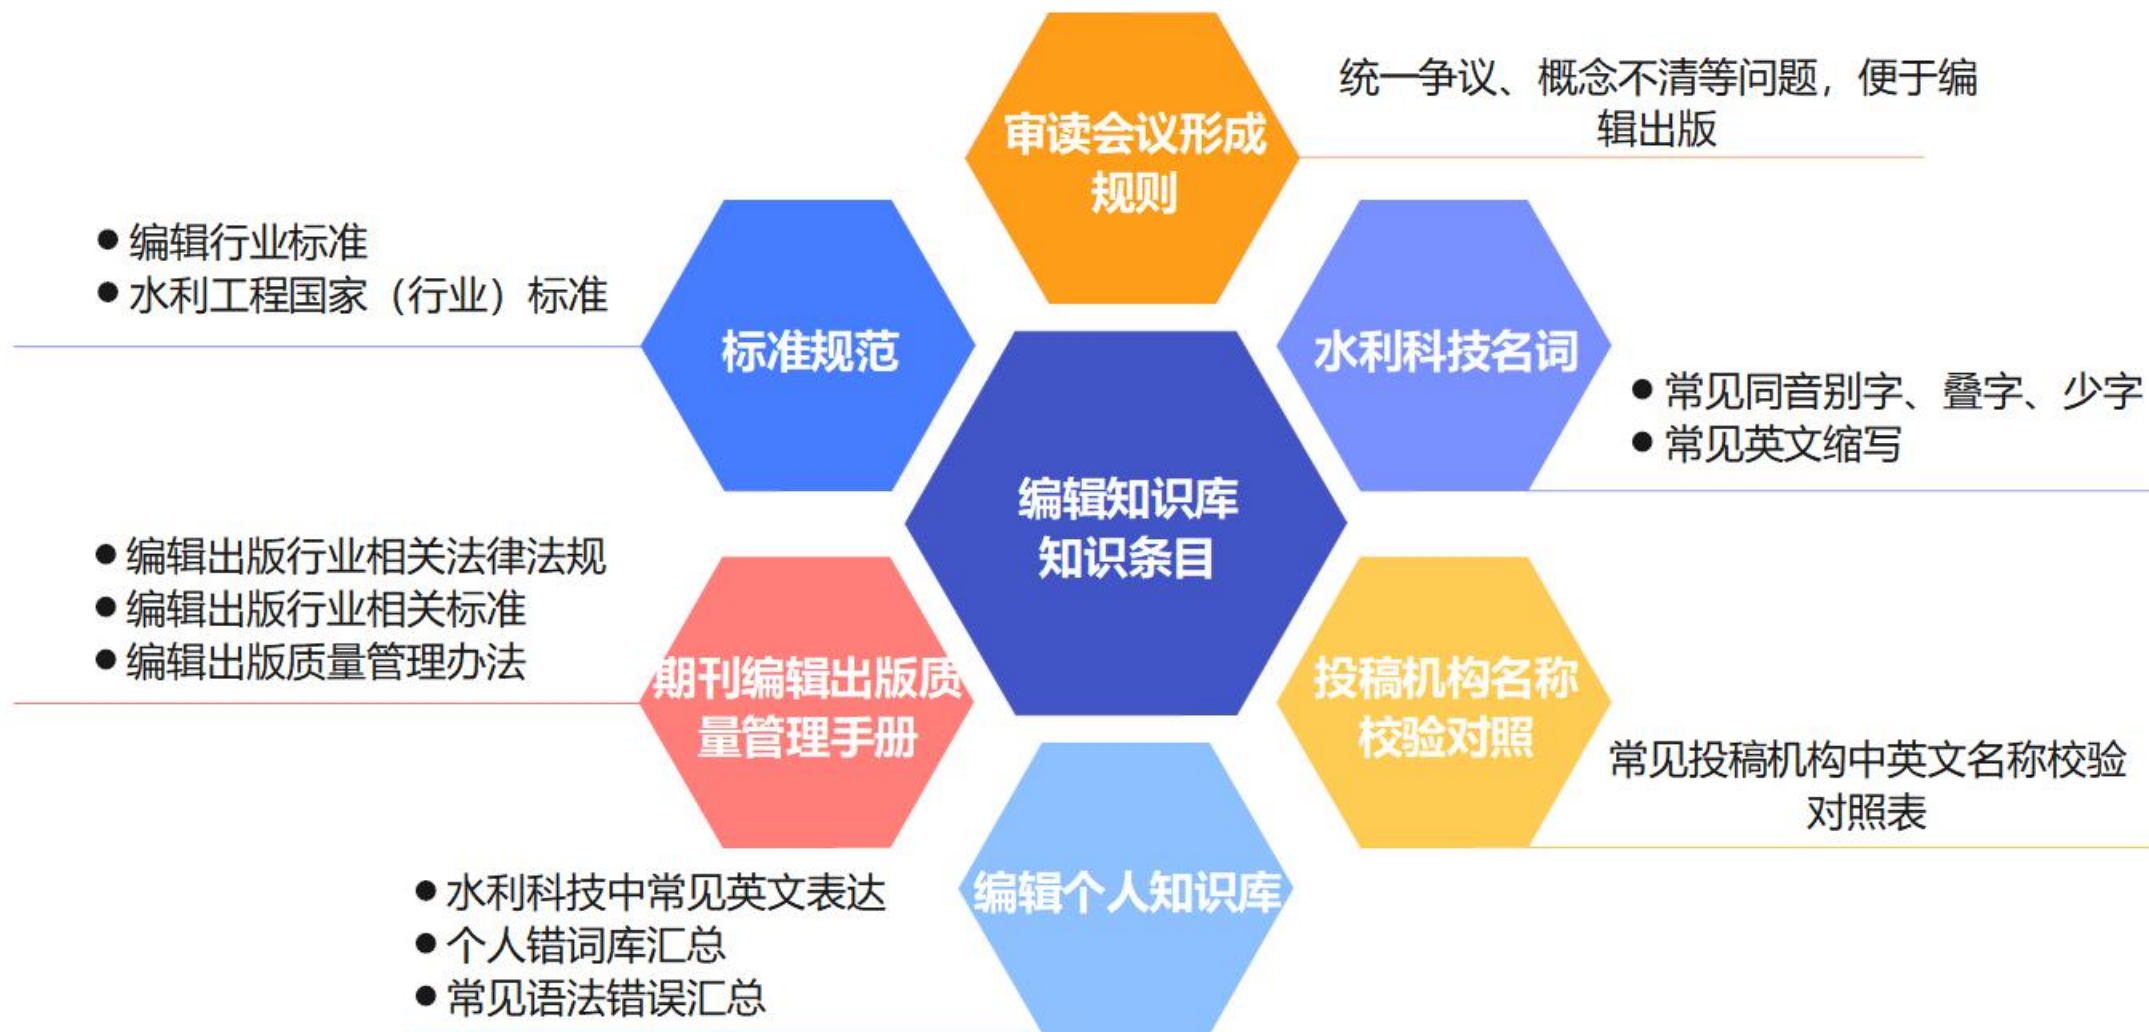 审读会议形成
规则
统一争议、概念不清等问题，便于编
辑出版
● 编辑行业标准
● 水利工程国家（行业）标准
标准规范
水利科技名词
● 常见同音别字、叠字、少字
● 常见英文缩写
编辑知识库
知识条目
● 编辑出版行业相关法律法规
● 编辑出版行业相关标准
● 编辑出版质量管理办法
期刊编辑出版质
量管理手册
投稿机构名称
校验对照
常见投稿机构中英文名称校验
对照表
编辑个人知识库
● 水利科技中常见英文表达
● 个人错词库汇总
● 常见语法错误汇总